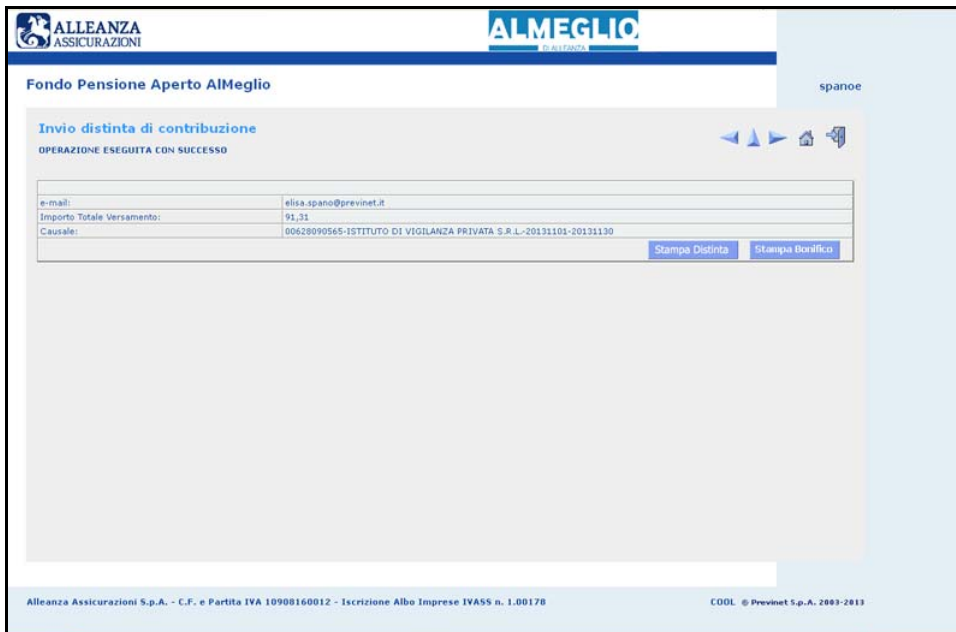 ALLEANZA
ASSICURAZIONI
ALMEGLIO
DI ALLEANZA
Fondo Pensione Aperto AlMeglio
spanoe
Invio distinta di contribuzione
OPERAZIONE ESEGUITA CON SUCCESSO
e-mail: elisa.spano@previnet.it
Importo Totale Versamento: 91,31
Causale: 00628090565-ISTITUTO DI VIGILANZA PRIVATA S.R.L.-20131101-20131130
Stampa Distinta Stampa Bonifico
Alleanza Assicurazioni S.p.A. - C.F. e Partita IVA 10908160012 - Iscrizione Albo Imprese IVASS n. 1.00178
COOL © Previnet S.p.A. 2003-2013